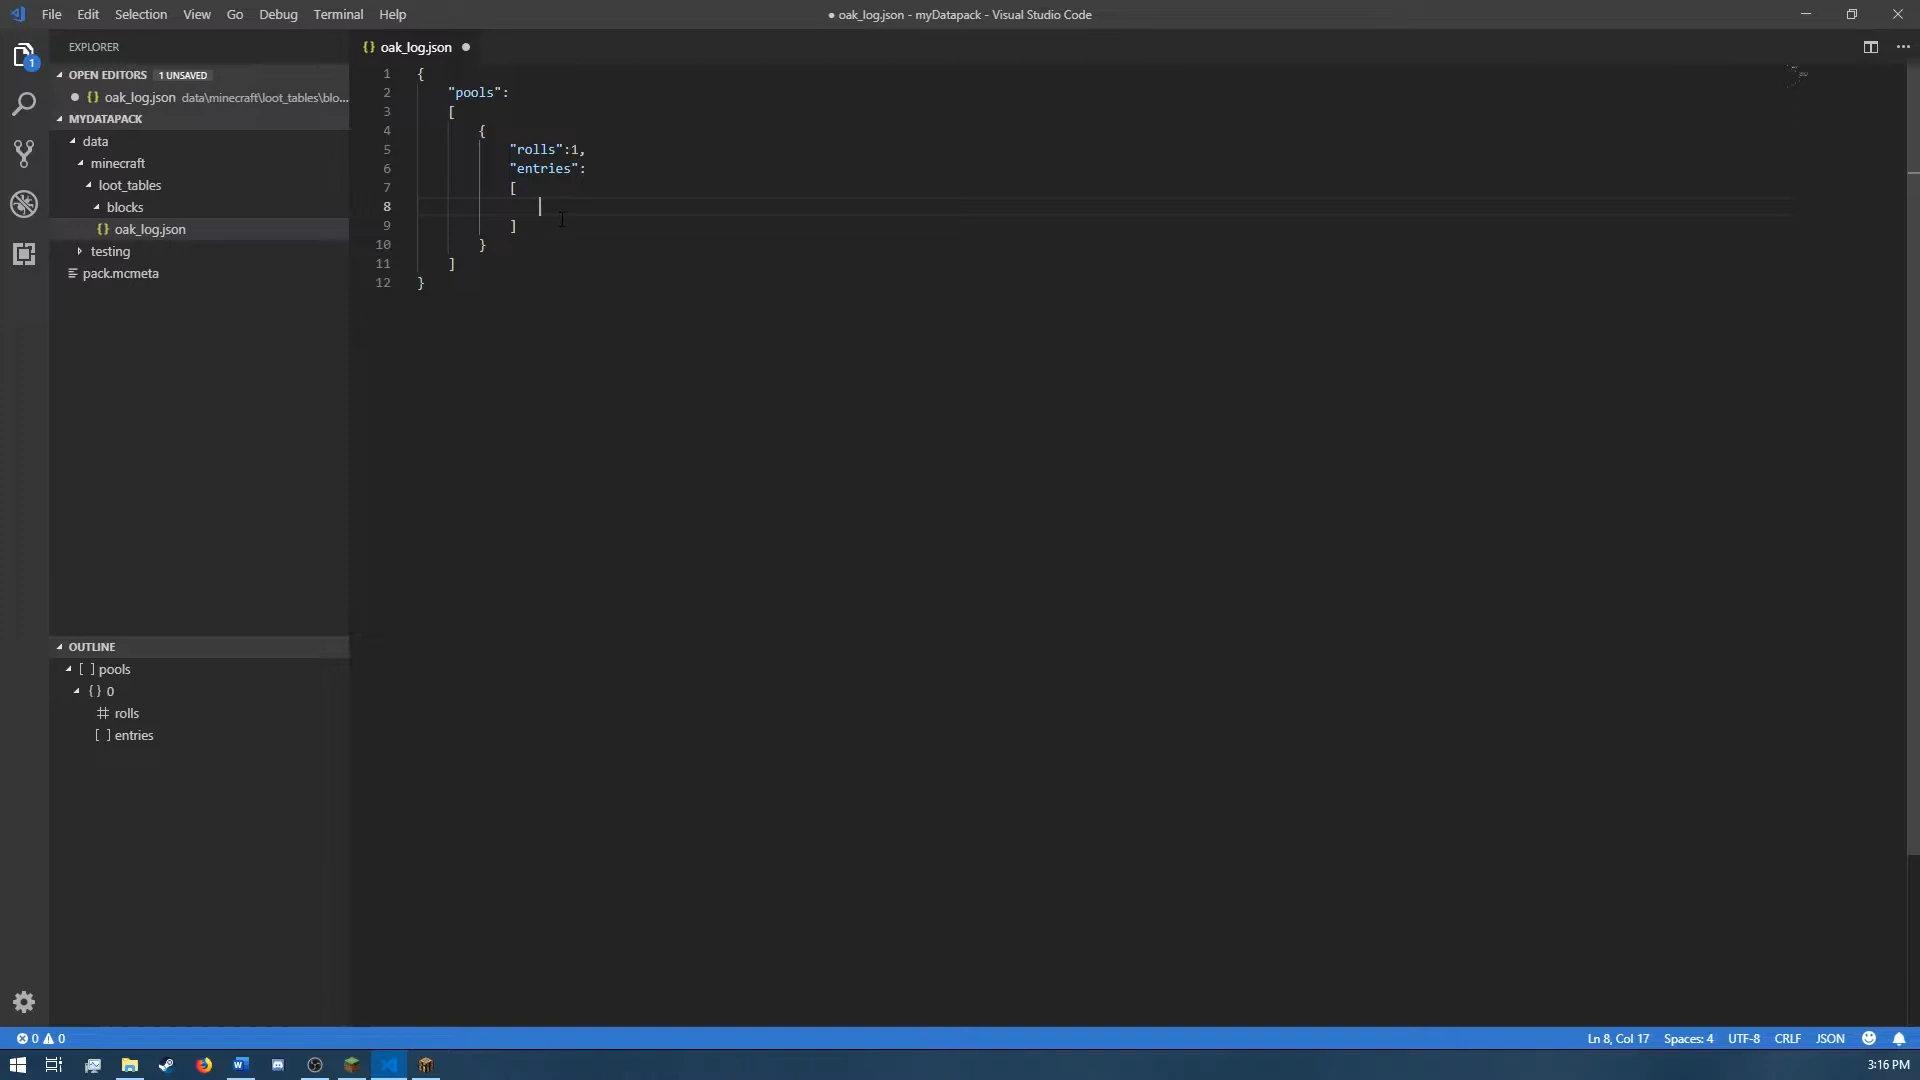 File Edit Selection View Go Debug Terminal Help
● oak_log.json - myDatapack - Visual Studio Code
EXPLORER
OPEN EDITORS 1 UNSAVED
{} oak_log.json data\minecraft\loot_tables\blo...
MYDATAPACK
data
minecraft
loot_tables
blocks
{} oak_log.json
testing
pack.mcmeta
OUTLINE
[ ] pools
{} 0
rolls
[ ] entries
{} oak_log.json
1 {
2 "pools":
3 [
4 {
5 "rolls":1,
6 "entries":
7 [
8
9 ]
10 }
11 ]
12 }
0 0
Ln 8, Col 17 Spaces: 4 UTF-8 CRLF JSON
3:16 PM